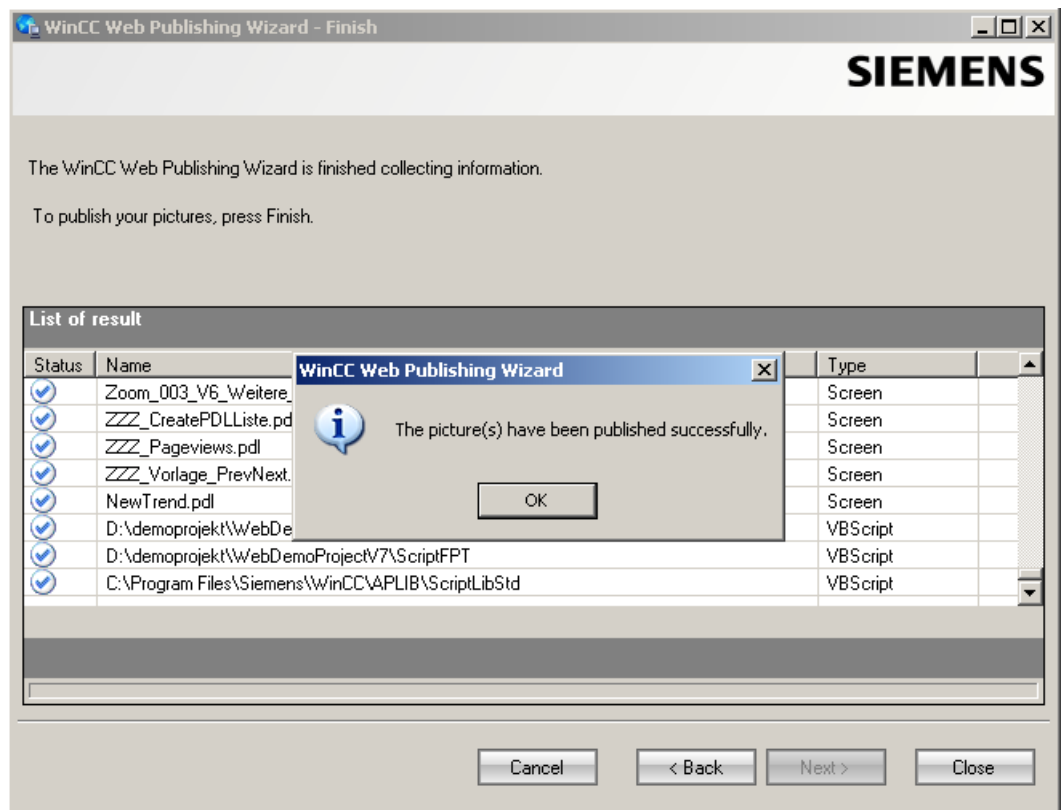 WinCC Web Publishing Wizard - Finish
SIEMENS
The WinCC Web Publishing Wizard is finished collecting information.
To publish your pictures, press Finish.
List of result
Status Name Type
Zoom_003_V6_Weitere_ Screen
ZZZ_CreatePDLListe.pd Screen
ZZZ_Pageviews.pdl Screen
ZZZ_Vorlage_PrevNext. Screen
NewTrend.pdl Screen
D:\demoprojekt\WebDe VBScript
D:\demoprojekt\WebDemoProjectV7\ScriptFPT VBScript
C:\Program Files\Siemens\WinCC\APLIB\ScriptLibStd VBScript
WinCC Web Publishing Wizard
The picture(s) have been published successfully.
OK
Cancel < Back Next > Close